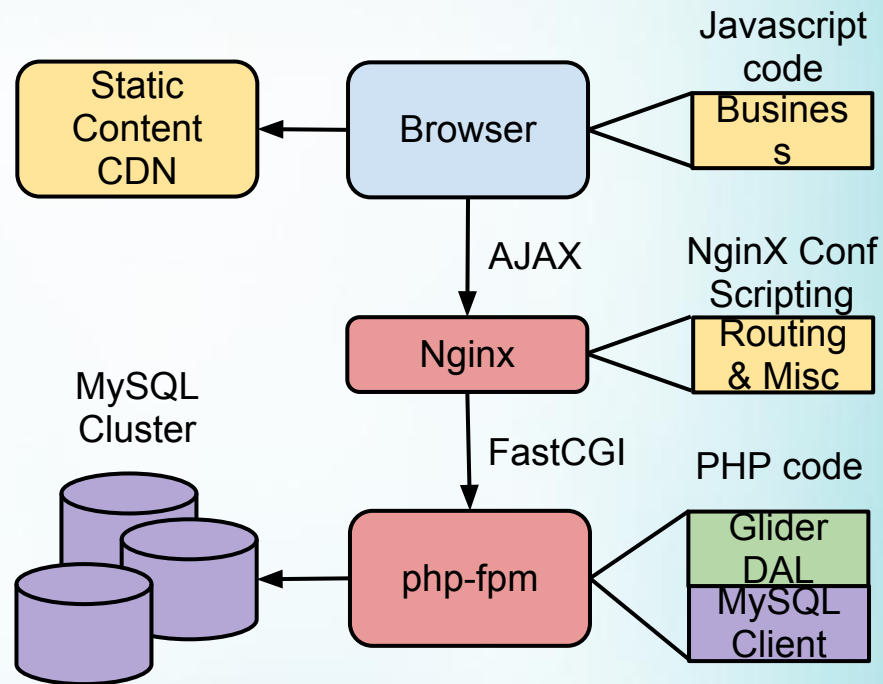 Javascript
code
Static
Content
CDN
Browser
Busines
s
AJAX
NginX Conf
Scripting
Nginx
Routing
& Misc
MySQL
Cluster
FastCGI
PHP code
php-fpm
Glider
DAL
MySQL
Client